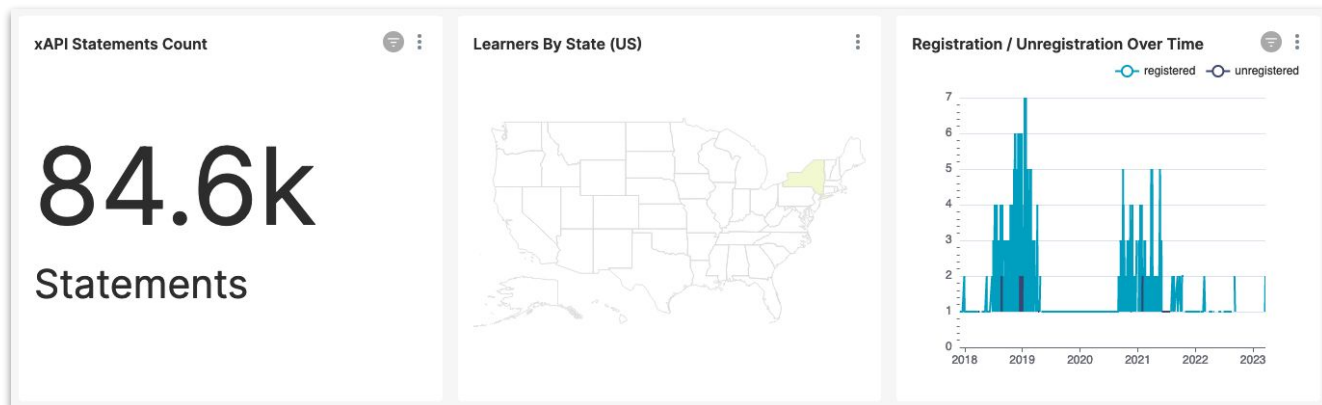 xAPI Statements Count
84.6k
Statements
Learners By State (US)
Registration / Unregistration Over Time
registered unregistered
7
6
5
4
3
2
1
0
2018 2019 2020 2021 2022 2023